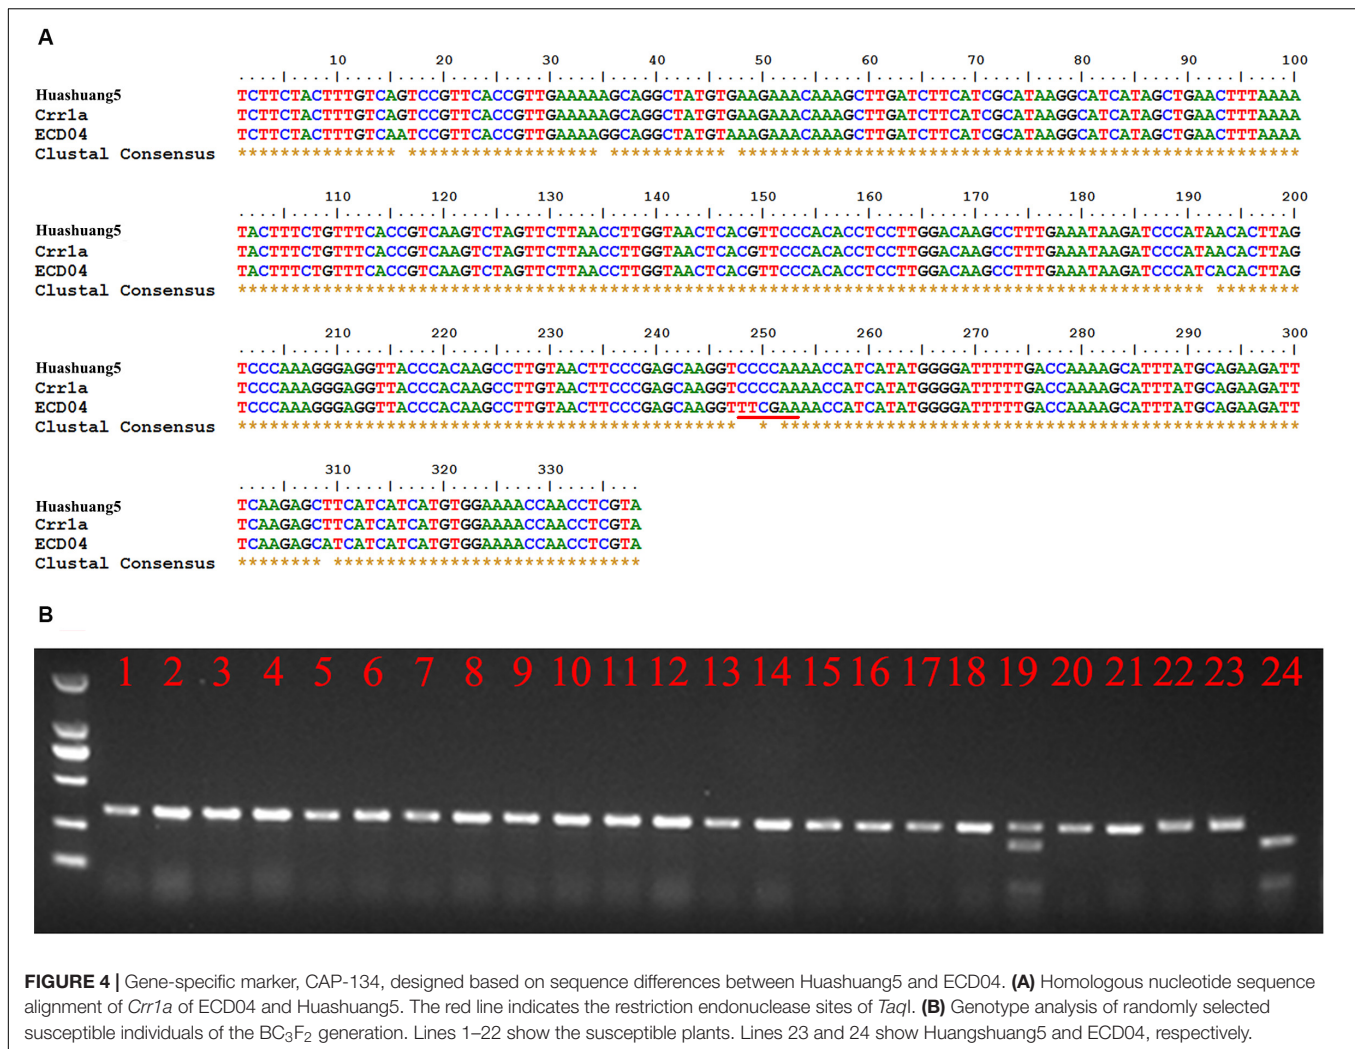 A
10 20 30 40 50 60 70 80 90 100
Huashuang5 TCTTCTACTTTGTCAGTCCGTTCACCGTTGAAAAAGCAGGCTATGTGAAGAAACAAAGCTTGATCTTCATCGCATAAGGCATCATAGCTGAACTTTAAAA
Crr1a TCTTCTACTTTGTCAGTCCGTTCACCGTTGAAAAAGCAGGCTATGTGAAGAAACAAAGCTTGATCTTCATCGCATAAGGCATCATAGCTGAACTTTAAAA
ECD04 TCTTCTACTTTGTCAATCCGTTCACCGTTGAAAAGGCAGGCTATGTAAAGAAACAAAGCTTGATCTTCATCGCATAAGGCATCATAGCTGAACTTTAAAA
Clustal Consensus *************** ****************** *********** *****************************************************
110 120 130 140 150 160 170 180 190 200
Huashuang5 TACTTTCTGTTTCACCGTCAAGTCTAGTTCTTAACCTTGGTAACTCACGTTCCCACACCTCCTTGGACAAGCCTTTGAAATAAGATCCCATAACACTTAG
Crr1a TACTTTCTGTTTCACCGTCAAGTCTAGTTCTTAACCTTGGTAACTCACGTTCCCACACCTCCTTGGACAAGCCTTTGAAATAAGATCCCATAACACTTAG
ECD04 TACTTTCTGTTTCACCGTCAAGTCTAGTTCTTAACCTTGGTAACTCACGTTCCCACACCTCCTTGGACAAGCCTTTGAAATAAGATCCCATCACACTTAG
Clustal Consensus ******************************************************************************************* ********
210 220 230 240 250 260 270 280 290 300
Huashuang5 TCCCAAAGGGAGGTTACCCACAAGCCTTGTAACTTCCCGAGCAAGGTCCCCAAAACCATCATATGGGGATTTTTGACCAAAAGCATTTATGCAGAAGATT
Crr1a TCCCAAAGGGAGGTTACCCACAAGCCTTGTAACTTCCCGAGCAAGGTCCCCAAAACCATCATATGGGGATTTTTGACCAAAAGCATTTATGCAGAAGATT
ECD04 TCCCAAAGGGAGGTTACCCACAAGCCTTGTAACTTCCCGAGCAAGGTTTCGAAAACCATCATATGGGGATTTTTGACCAAAAGCATTTATGCAGAAGATT
Clustal Consensus *********************************************** * *************************************************
310 320 330
Huashuang5 TCAAGAGCTTCATCATCATGTGGAAAACCAACCTCGTA
Crr1a TCAAGAGCTTCATCATCATGTGGAAAACCAACCTCGTA
ECD04 TCAAGAGCATCATCATCATGTGGAAAACCAACCTCGTA
Clustal Consensus ******** *****************************
B
1 2 3 4 5 6 7 8 9 10 11 12 13 14 15 16 17 18 19 20 21 22 23 24
FIGURE 4 | Gene-specific marker, CAP-134, designed based on sequence differences between Huashuang5 and ECD04. (A) Homologous nucleotide sequence
alignment of Crr1a of ECD04 and Huashuang5. The red line indicates the restriction endonuclease sites of TaqI. (B) Genotype analysis of randomly selected
susceptible individuals of the BC3F2 generation. Lines 1–22 show the susceptible plants. Lines 23 and 24 show Huangshuang5 and ECD04, respectively.